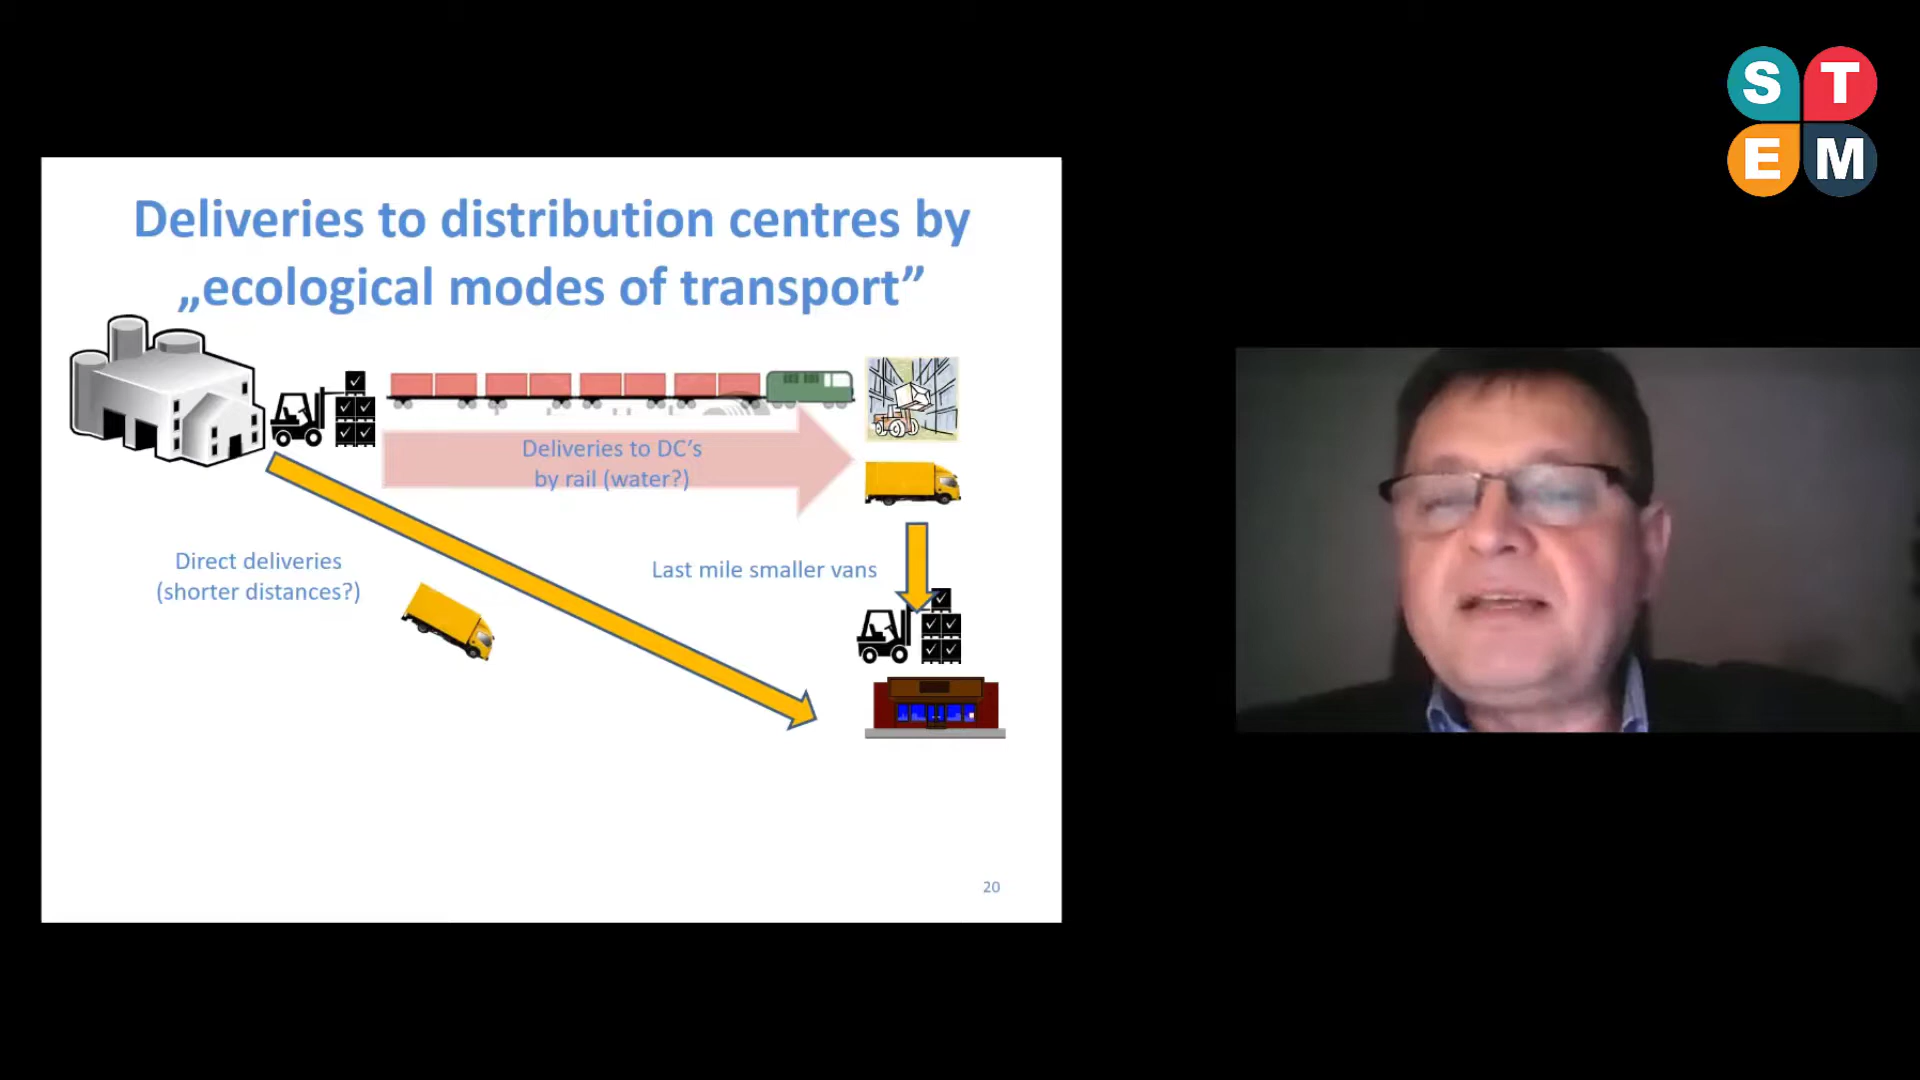 S T
E M
Deliveries to distribution centres by
„ecological modes of transport”
Deliveries to DC's
by rail (water?)
Direct deliveries
(shorter distances?)
Last mile smaller vans
20